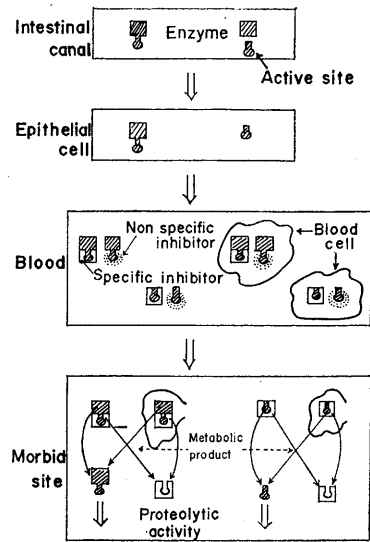 Intestinal
canal
Enzyme
Active site
Epithelial
cell
Blood
Non specific
inhibitor
Specific inhibitor
Blood
cell
Morbid
site
Metabolic
product
Proteolytic
activity